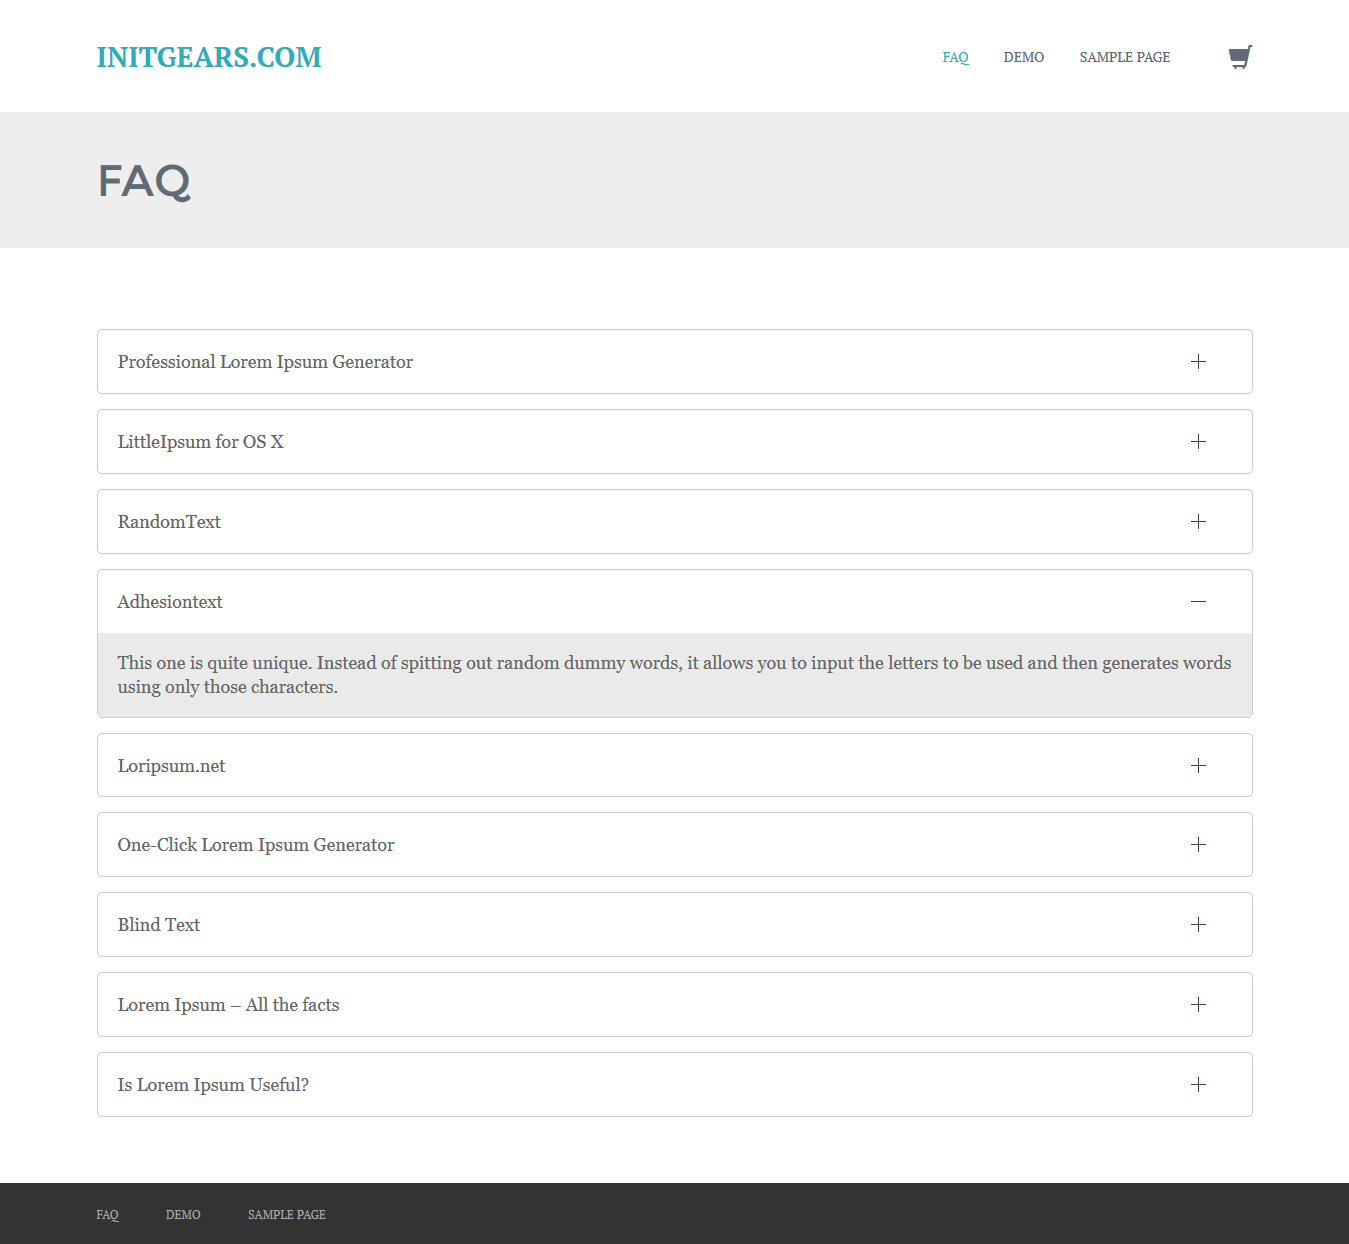 INITGEARS.COM
FAQ DEMO SAMPLE PAGE
FAQ
Professional Lorem Ipsum Generator
LittleIpsum for OS X
RandomText
Adhesiontext
This one is quite unique. Instead of spitting out random dummy words, it allows you to input the letters to be used and then generates words
using only those characters.
Loripsum.net
One-Click Lorem Ipsum Generator
Blind Text
Lorem Ipsum – All the facts
Is Lorem Ipsum Useful?
FAQ DEMO SAMPLE PAGE